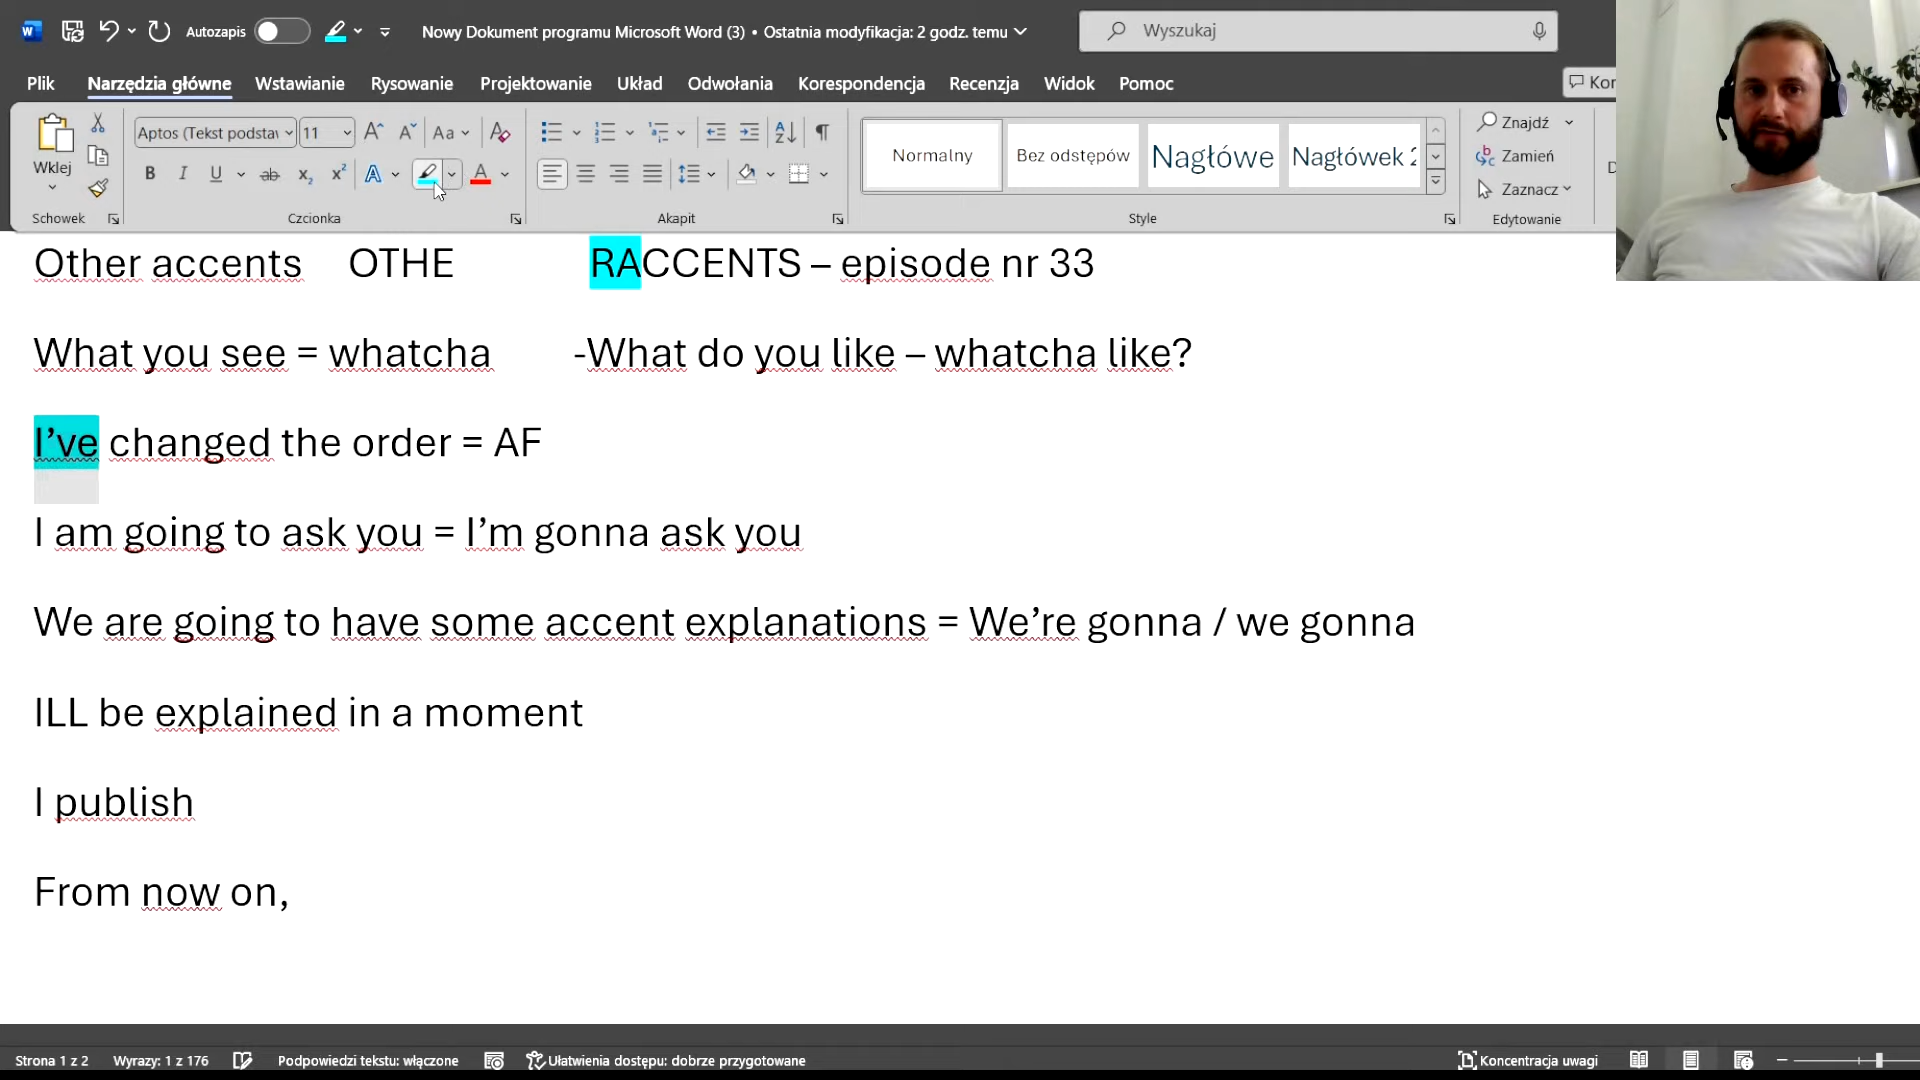 Autozapis Nowy Dokument programu Microsoft Word (3) • Ostatnia modyfikacja: 2 godz. temu Wyszukaj
Plik Narzędzia główne Wstawianie Rysowanie Projektowanie Układ Odwołania Korespondencja Recenzja Widok Pomoc
Wklej Aptos (Tekst podsta 11 Aa Normalny Bez odstępów Nagłówe Nagłówek Znajdź
Zamień
Zaznacz
Schowek Czcionka Akapit Style Edytowanie
Other accents OTHE RACCENTS – episode nr 33
What you see = whatcha -What do you like – whatcha like?
I’ve changed the order = AF
I am going to ask you = I’m gonna ask you
We are going to have some accent explanations = We’re gonna / we gonna
ILL be explained in a moment
I publish
From now on,
Strona 1 z 2 Wyrazy: 1 z 176 Podpowiedzi tekstu: włączone Ułatwienia dostępu: dobrze przygotowane Koncentracja uwagi